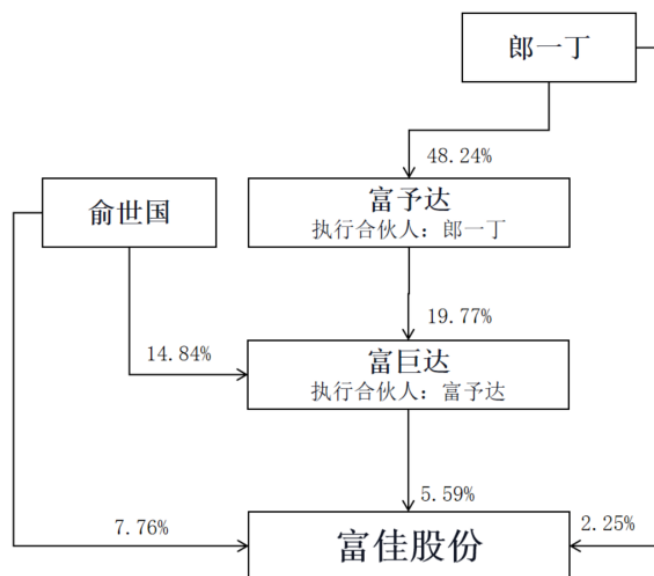 郎一丁
48.24%
富予达
执行合伙人：郎一丁
俞世国
19.77%
14.84%
富巨达
执行合伙人：富予达
5.59%
7.76%
2.25%
富佳股份